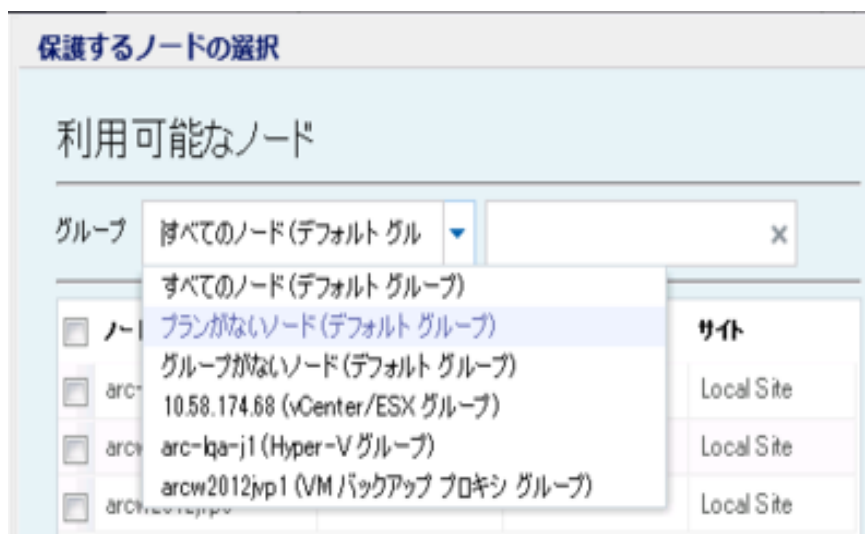 保護するノードの選択
利用可能なノード
グループ すべてのノード(デフォルト グル
すべてのノード(デフォルト グループ)
プランがないノード(デフォルト グループ)
グループがないノード(デフォルト グループ)
10.58.174.68 (vCenter/ESX グループ)
arc-lqa-j1 (Hyper-V グループ)
arcw2012jvp1 (VM バックアップ プロキシ グループ)
サイト
Local Site
Local Site
Local Site